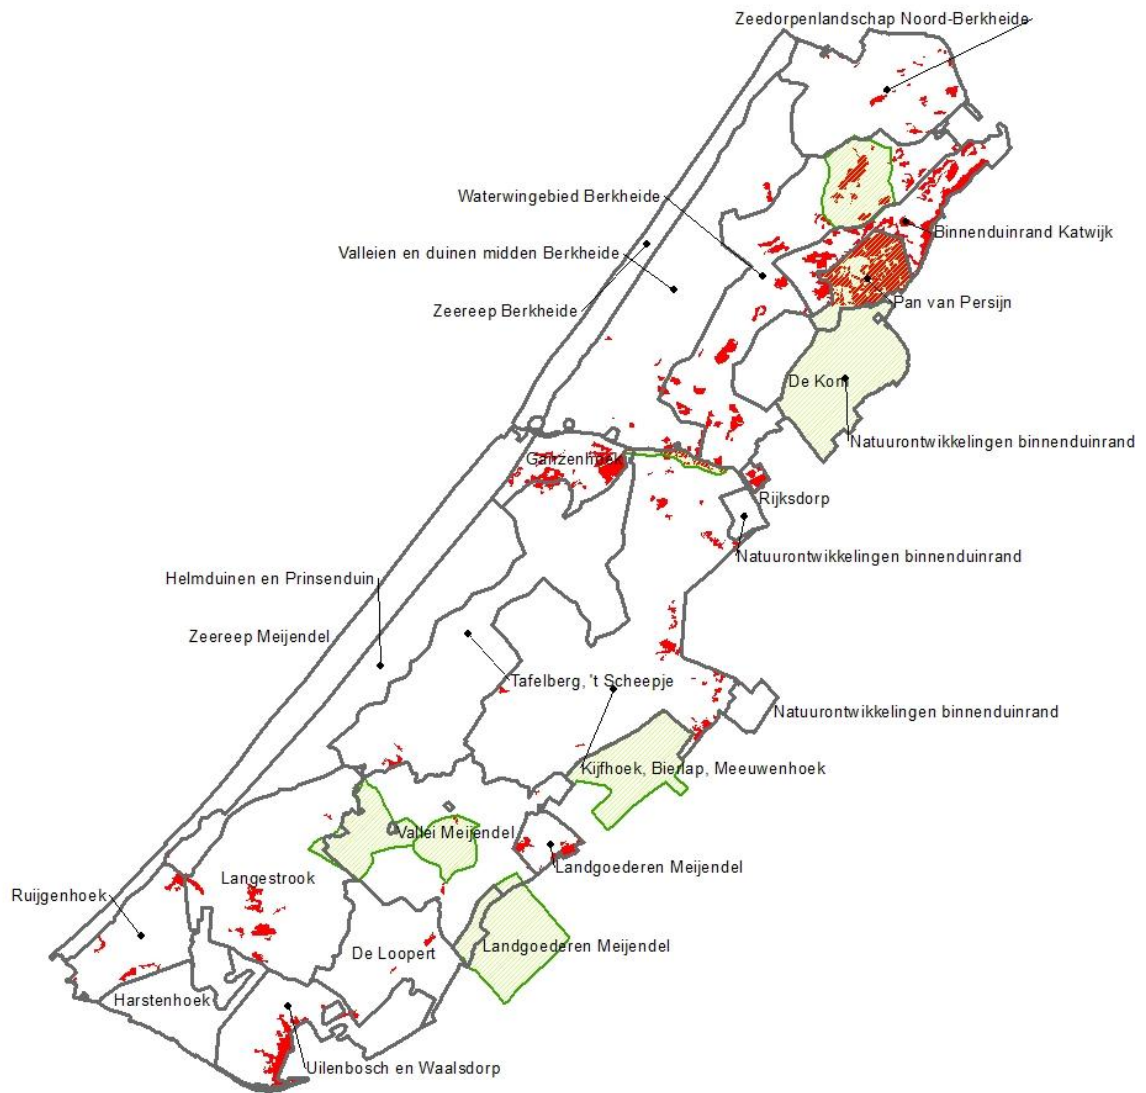 Zeedorpenlandschap Noord-Berkheide
Waterwingebied Berkheide
Binnenduinrand Katwijk
Valleien en duinen midden Berkheide
Pan van Persijn
Zeereep Berkheide
De Kom
Natuurontwikkelingen binnenduinrand
Ganzenhoek
Rijksdorp
Natuurontwikkelingen binnenduinrand
Helmduinen en Prinsenduin
Zeereep Meijendel
Tafelberg, 't Scheepje
Natuurontwikkelingen binnenduinrand
Kijfhoek, Bierlap, Meeuwenhoek
Vallei Meijendel
Landgoederen Meijendel
Langestrook
Ruijgenhoek
Landgoederen Meijendel
De Loopert
Harstenhoek
Uilenbosch en Waalsdorp